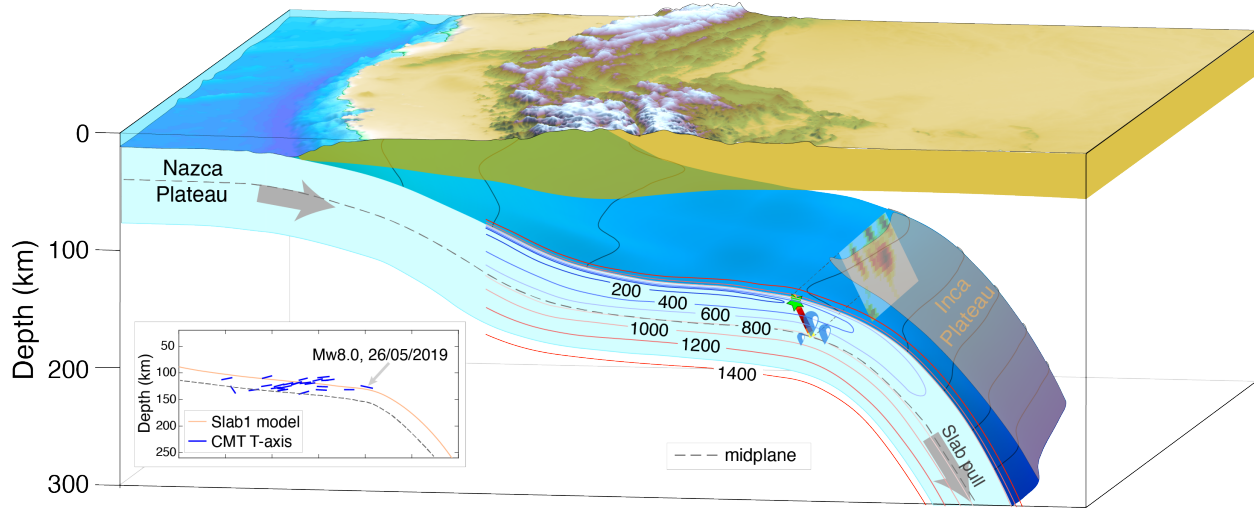 0
Nazca
Plateau
100
Depth (km)
200
300
200
400
600
800
1000
1200
1400
Inca
Plateau
Slab pull
midplane
50
100
150
200
250
Depth (km)
Mw8.0, 26/05/2019
Slab1 model
CMT T-axis